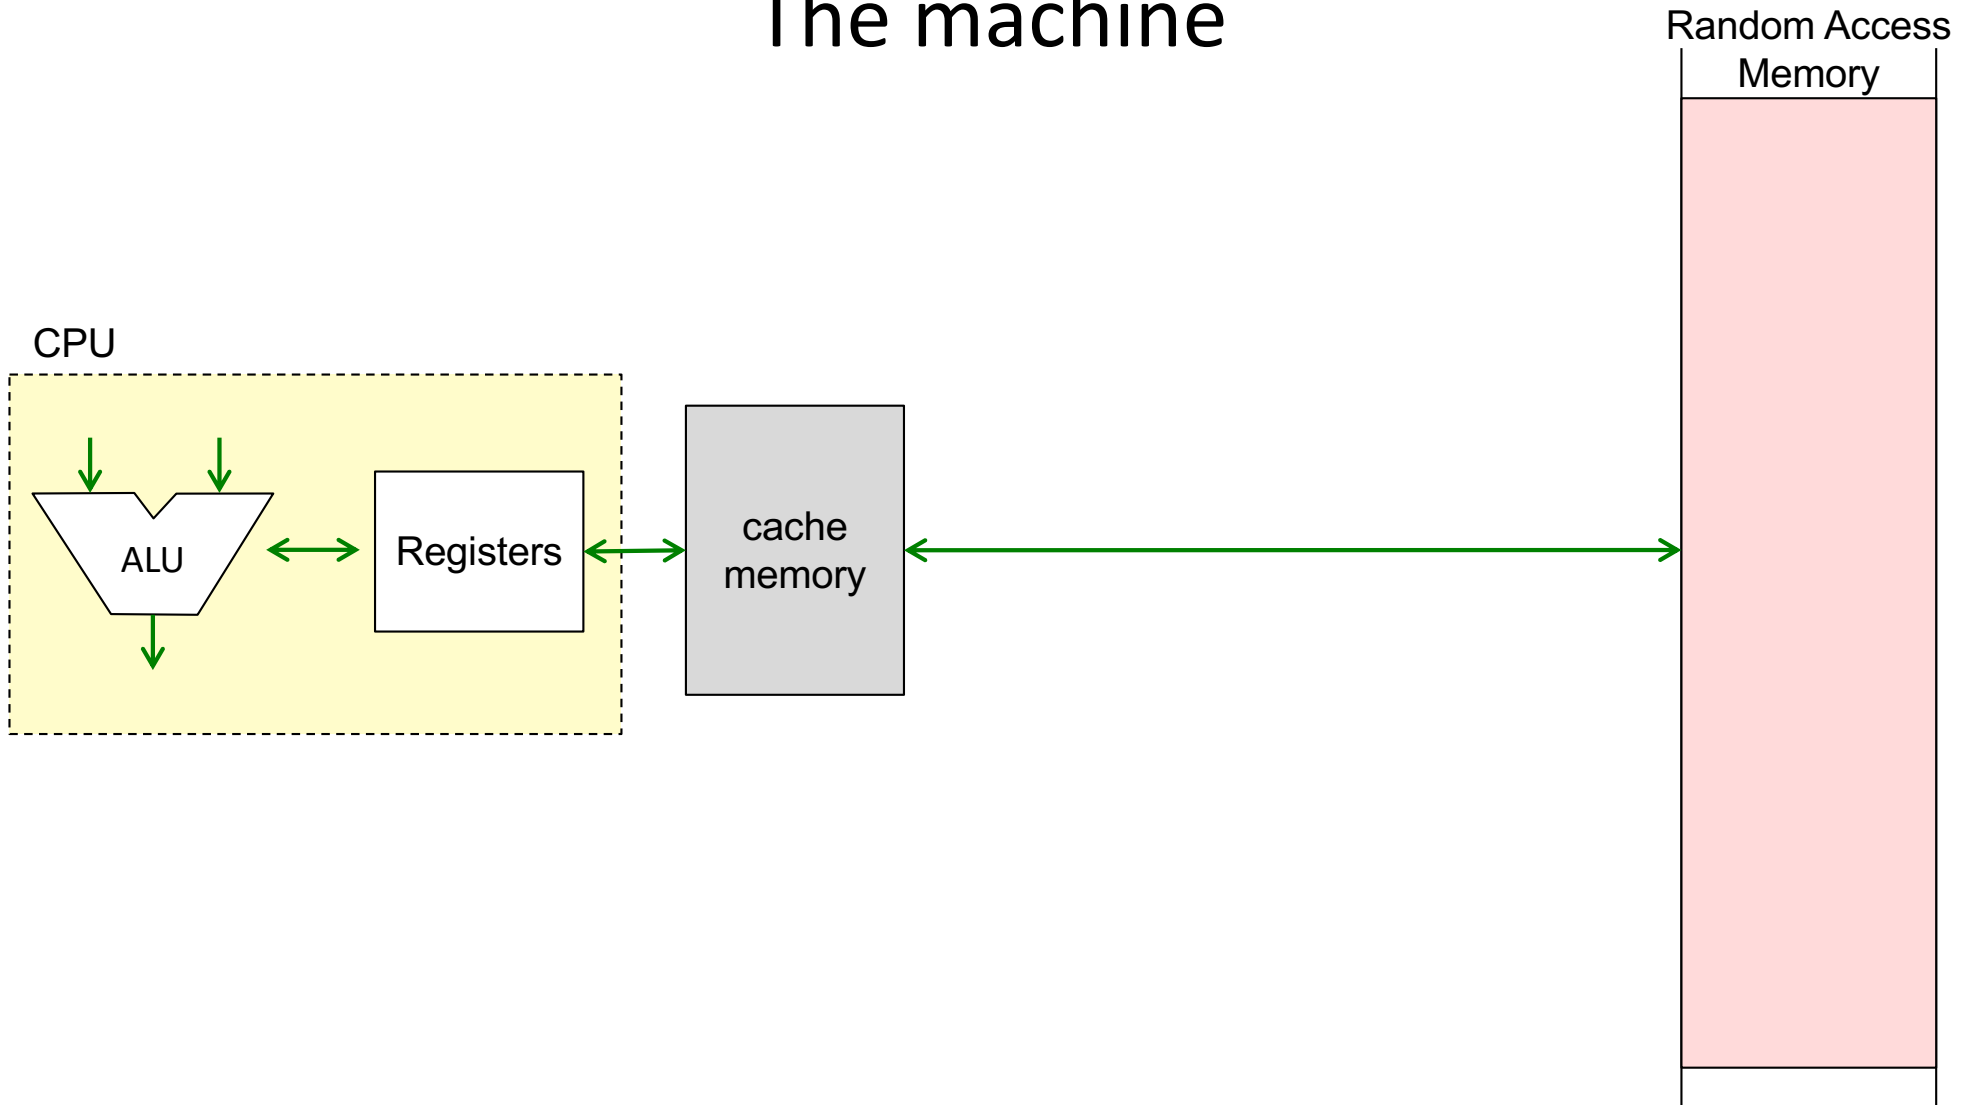 The machine
Random Access
Memory
CPU
ALU
Registers
cache
memory